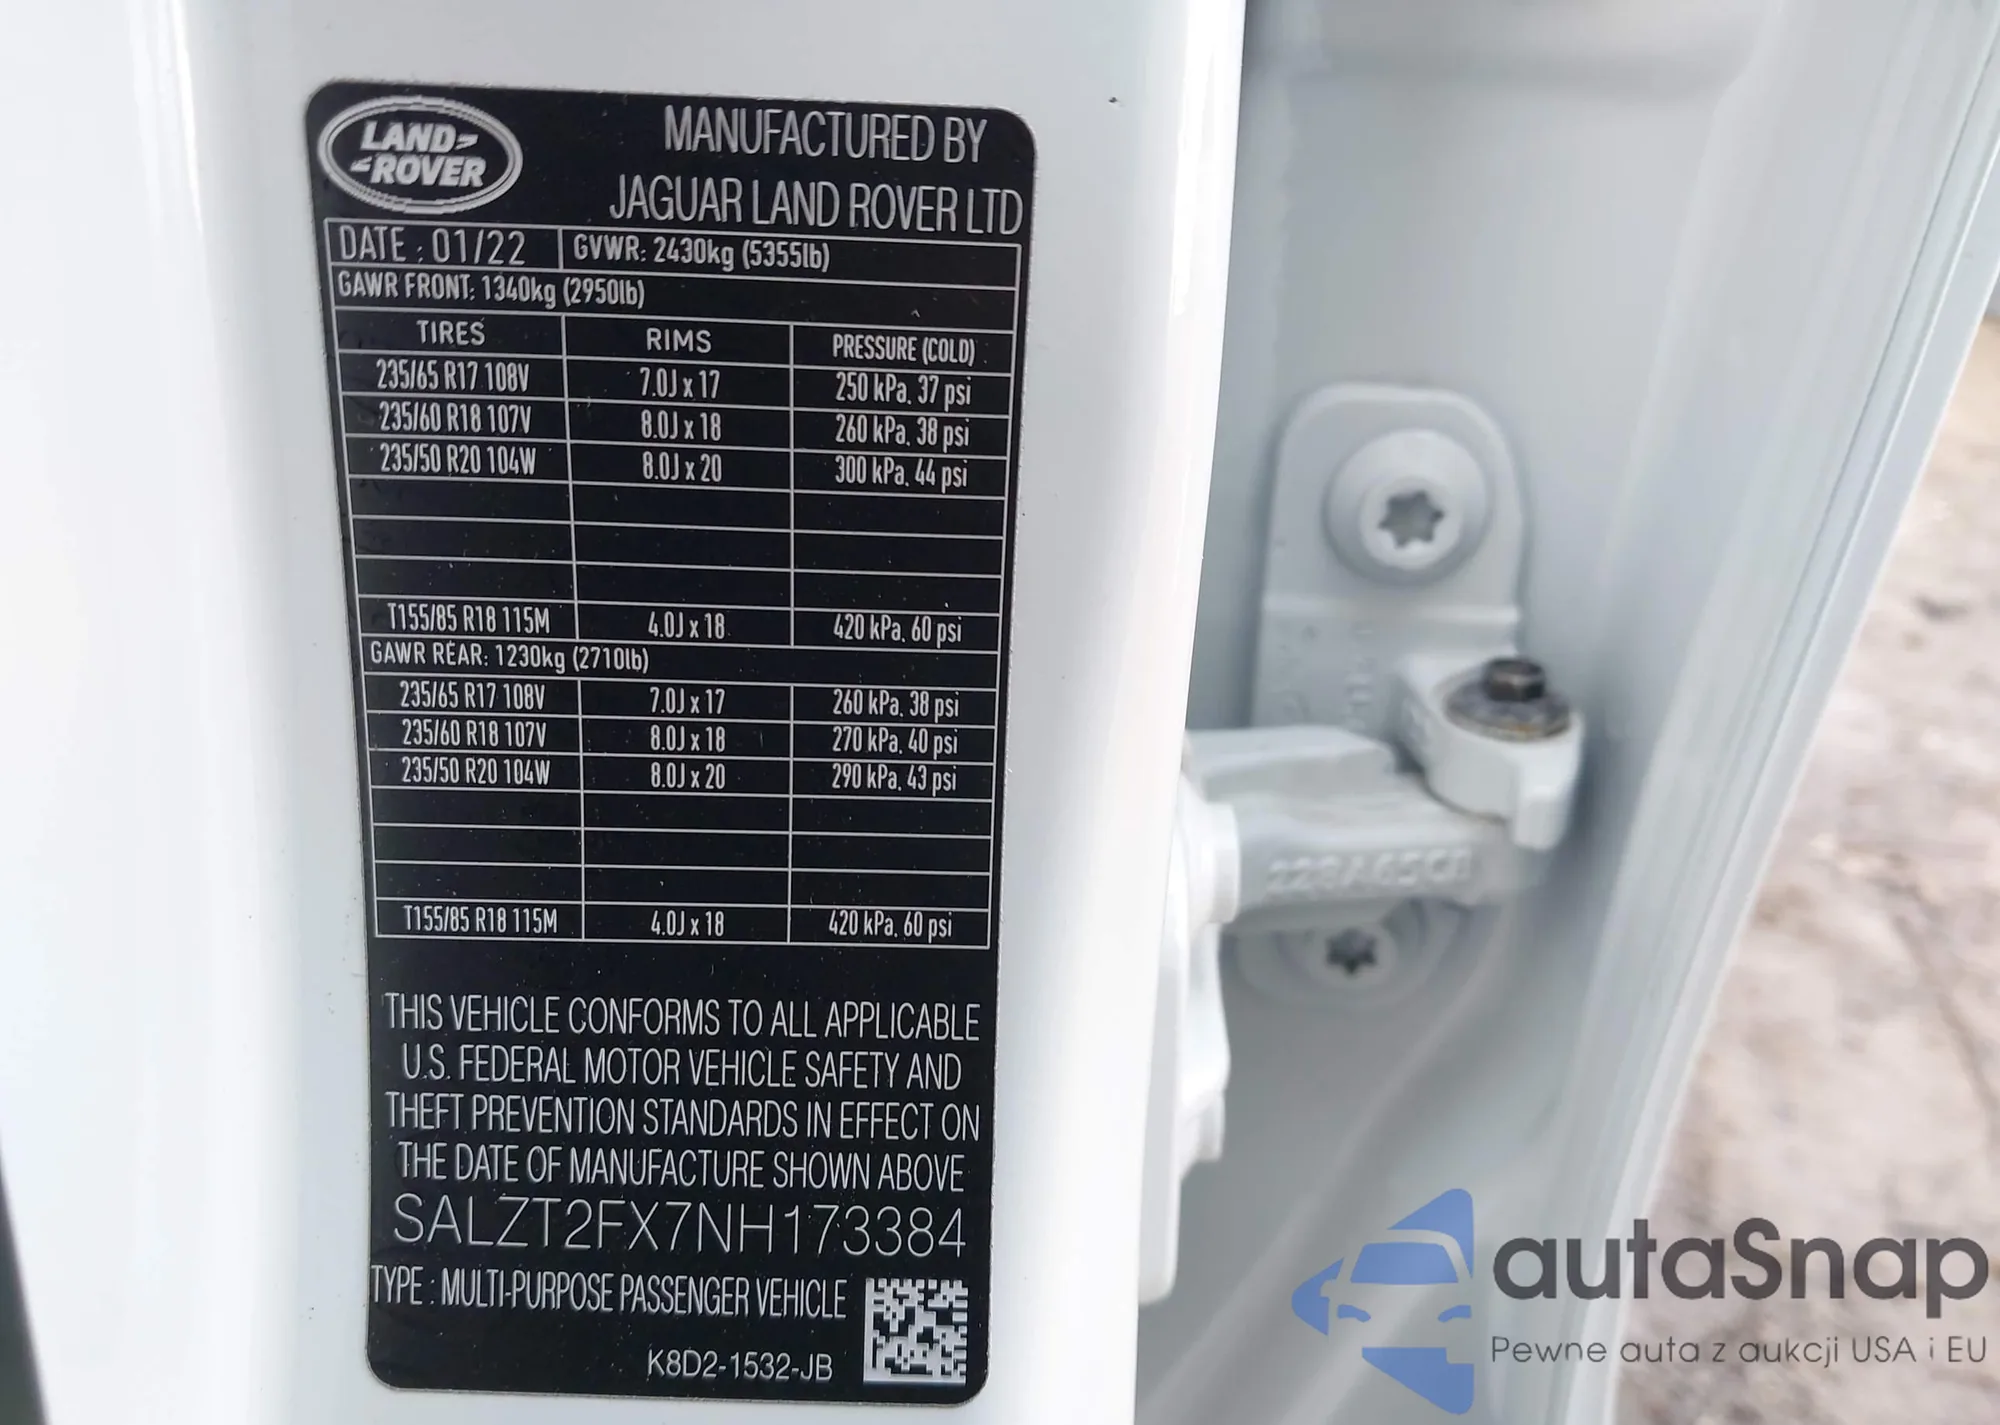 LAND-
-ROVER
MANUFACTURED BY
JAGUAR LAND ROVER LTD
DATE : 01/22 GVWR: 2430kg (5355lb)
GAWR FRONT: 1340kg (2950lb)
TIRES RIMS PRESSURE (COLD)
235/65 R17 108V 7.0J x 17 250 kPa, 37 psi
235/60 R18 107V 8.0J x 18 260 kPa, 38 psi
235/50 R20 104W 8.0J x 20 300 kPa, 44 psi
T155/85 R18 115M 4.0J x 18 420 kPa, 60 psi
GAWR REAR: 1230kg (2710lb)
235/65 R17 108V 7.0J x 17 260 kPa, 38 psi
235/60 R18 107V 8.0J x 18 270 kPa, 40 psi
235/50 R20 104W 8.0J x 20 290 kPa, 43 psi
T155/85 R18 115M 4.0J x 18 420 kPa, 60 psi
THIS VEHICLE CONFORMS TO ALL APPLICABLE
U.S. FEDERAL MOTOR VEHICLE SAFETY AND
THEFT PREVENTION STANDARDS IN EFFECT ON
THE DATE OF MANUFACTURE SHOWN ABOVE
SALZT2FX7NH173384
TYPE : MULTI-PURPOSE PASSENGER VEHICLE
K8D2-1532-JB
autaSnap
Pewne auta z aukcji USA i EU